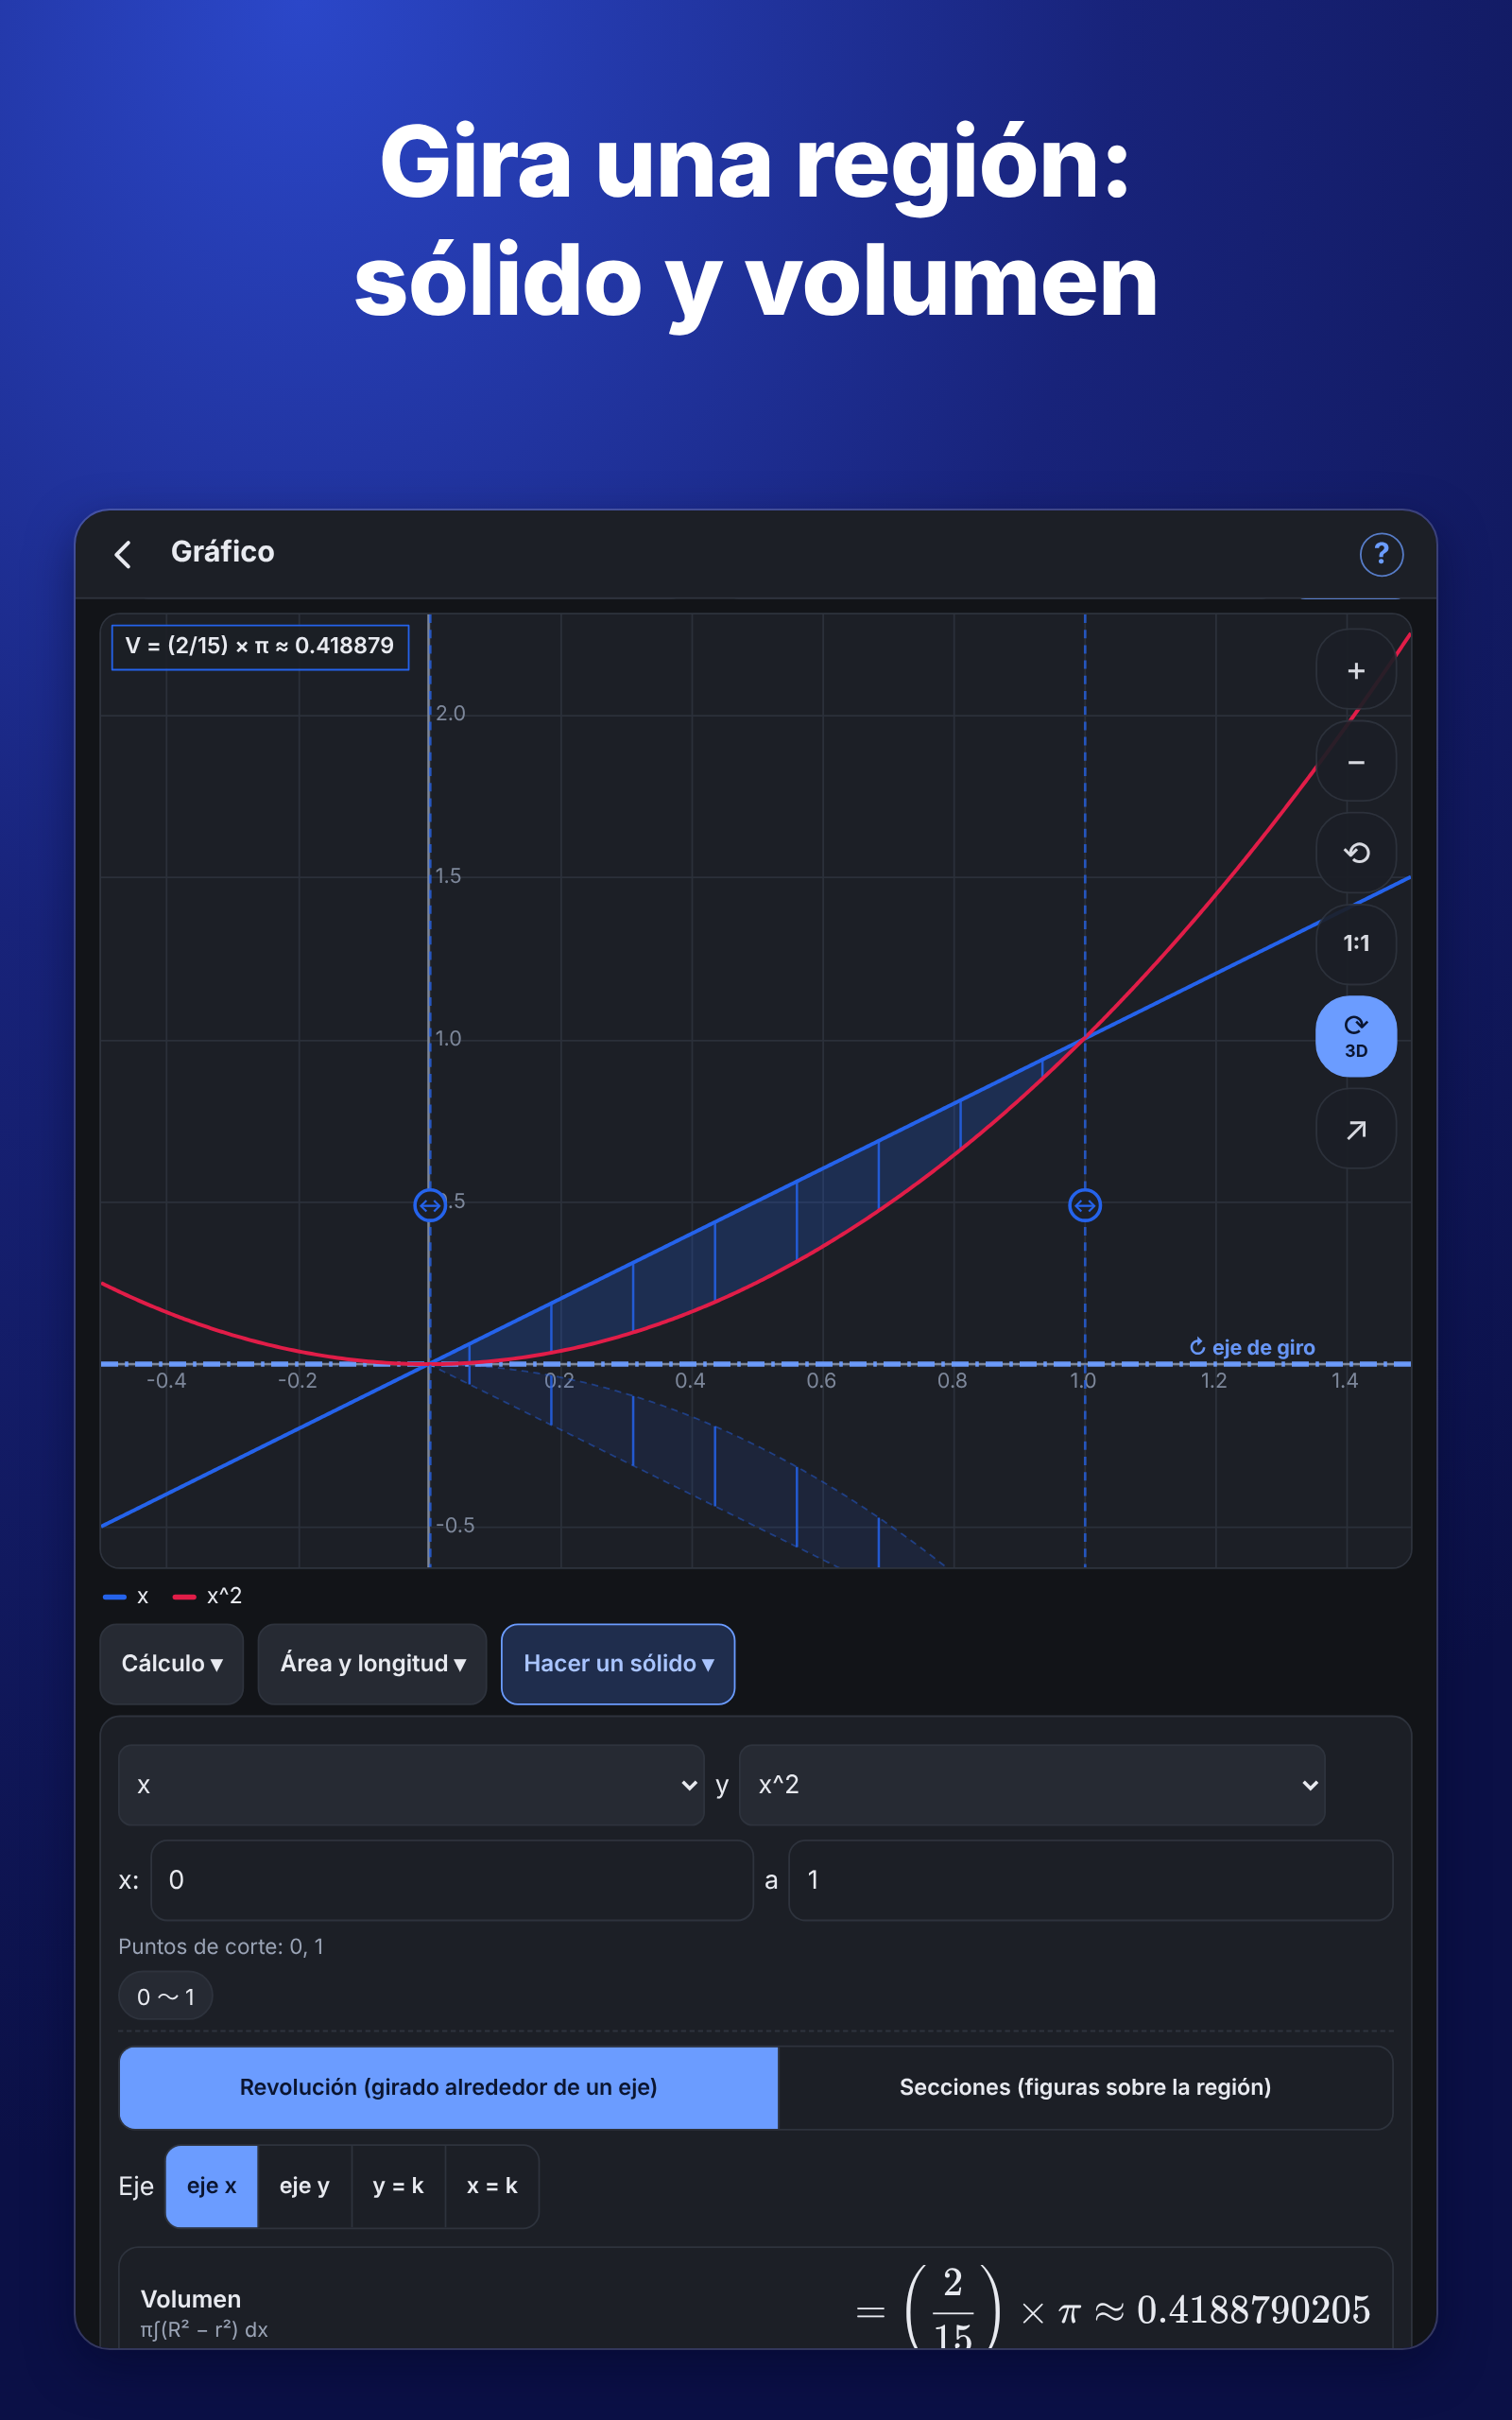 Gira una región:
sólido y volumen
Gráfico
?
V = (2/15) × π ≈ 0.418879
+
−
2.0
1.5
1:1
1.0
3D
.5
↻ eje de giro
-0.4 -0.2 0.2 0.4 0.6 0.8 1.0 1.2 1.4
-0.5
x x^2
Cálculo ▾ Área y longitud ▾ Hacer un sólido ▾
x y x^2
x: 0 a 1
Puntos de corte: 0, 1
0 〜 1
Revolución (girado alrededor de un eje) Secciones (figuras sobre la región)
Eje eje x eje y y = k x = k
Volumen
= (2/15) × π ≈ 0.4188790205
π∫(R² − r²) dx